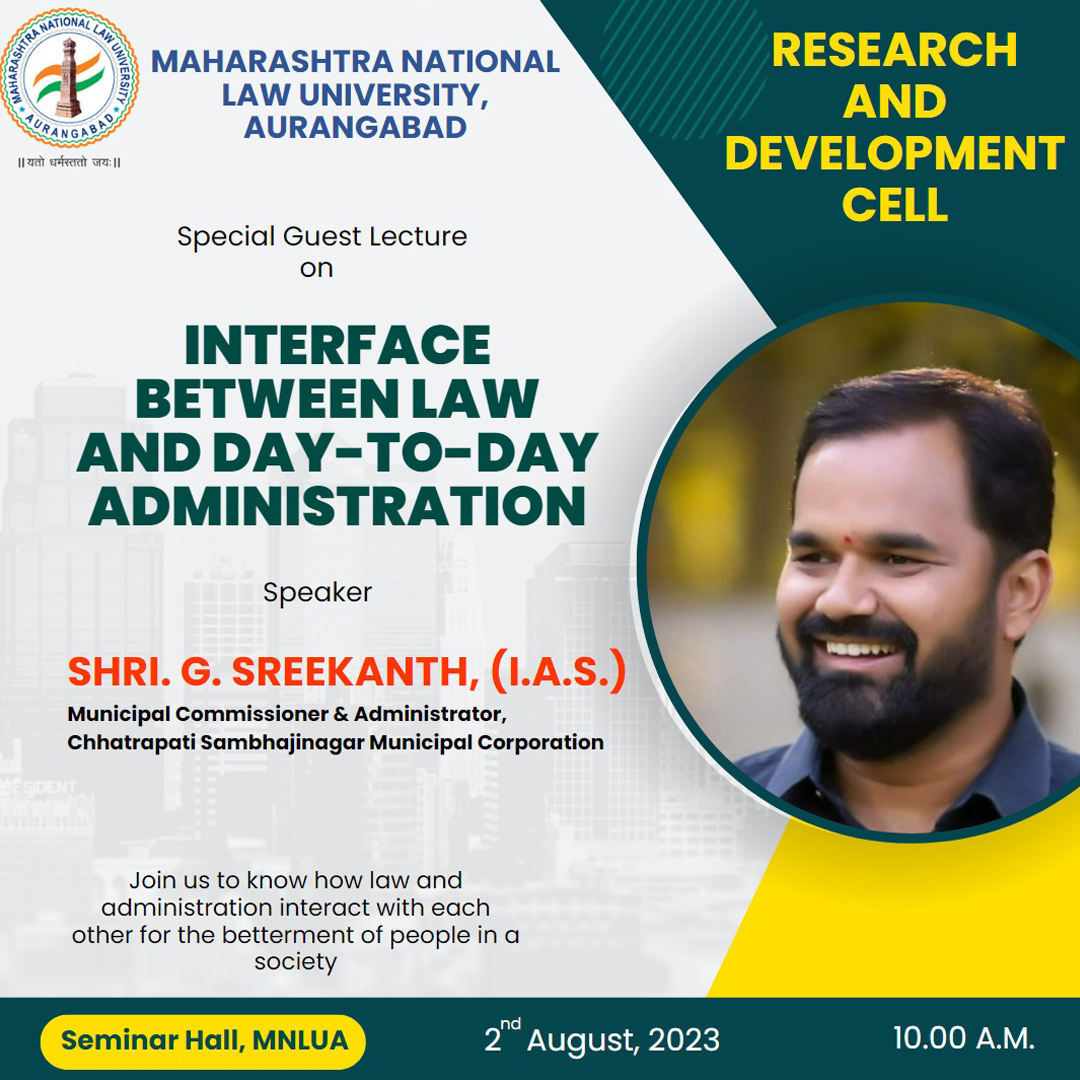 MAHARASHTRA NATIONAL LAW UNIVERSITY
AURANGABAD
॥यतो धर्मस्ततो जयः॥
MAHARASHTRA NATIONAL
LAW UNIVERSITY,
AURANGABAD
RESEARCH
AND
DEVELOPMENT
CELL
Special Guest Lecture
on
INTERFACE
BETWEEN LAW
AND DAY-TO-DAY
ADMINISTRATION
Speaker
SHRI. G. SREEKANTH, (I.A.S.)
Municipal Commissioner & Administrator,
Chhatrapati Sambhajinagar Municipal Corporation
Join us to know how law and
administration interact with each
other for the betterment of people in a
society
Seminar Hall, MNLUA
2nd August, 2023
10.00 A.M.